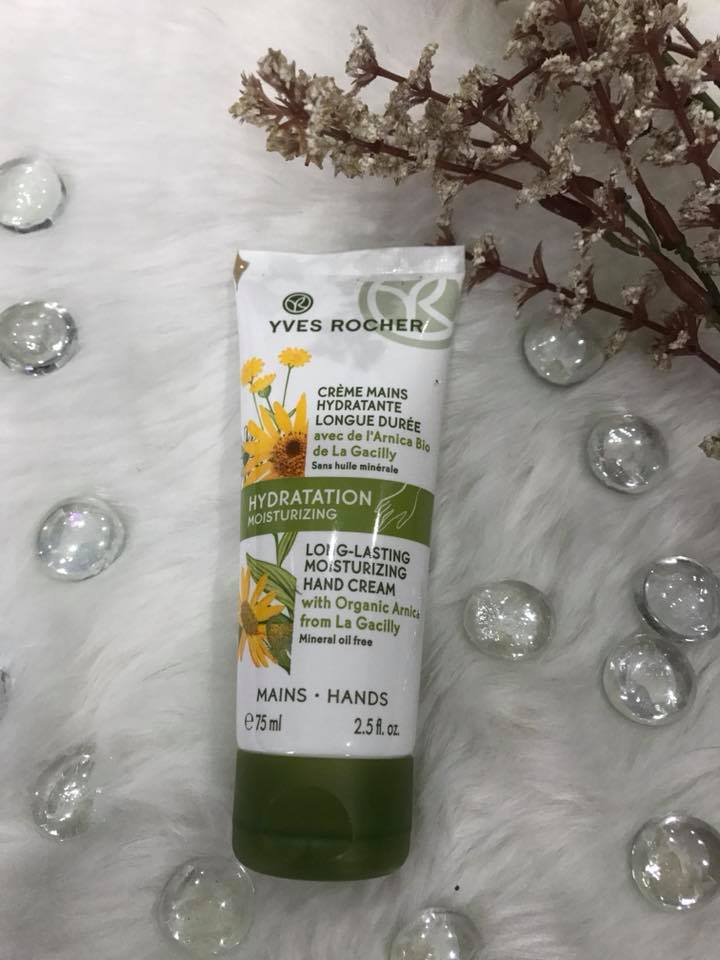 YVES ROCHER
CRÈME MAINS
HYDRATANTE
LONGUE DURÉE
avec de l'Arnica Bio
de La Gacilly
Sans huile minérale
HYDRATATION
MOISTURIZING
LONG-LASTING
MOISTURIZING
HAND CREAM
with Organic Arnica
from La Gacilly
Mineral oil free
MAINS • HANDS
℮ 75 ml 2.5 fl. oz.